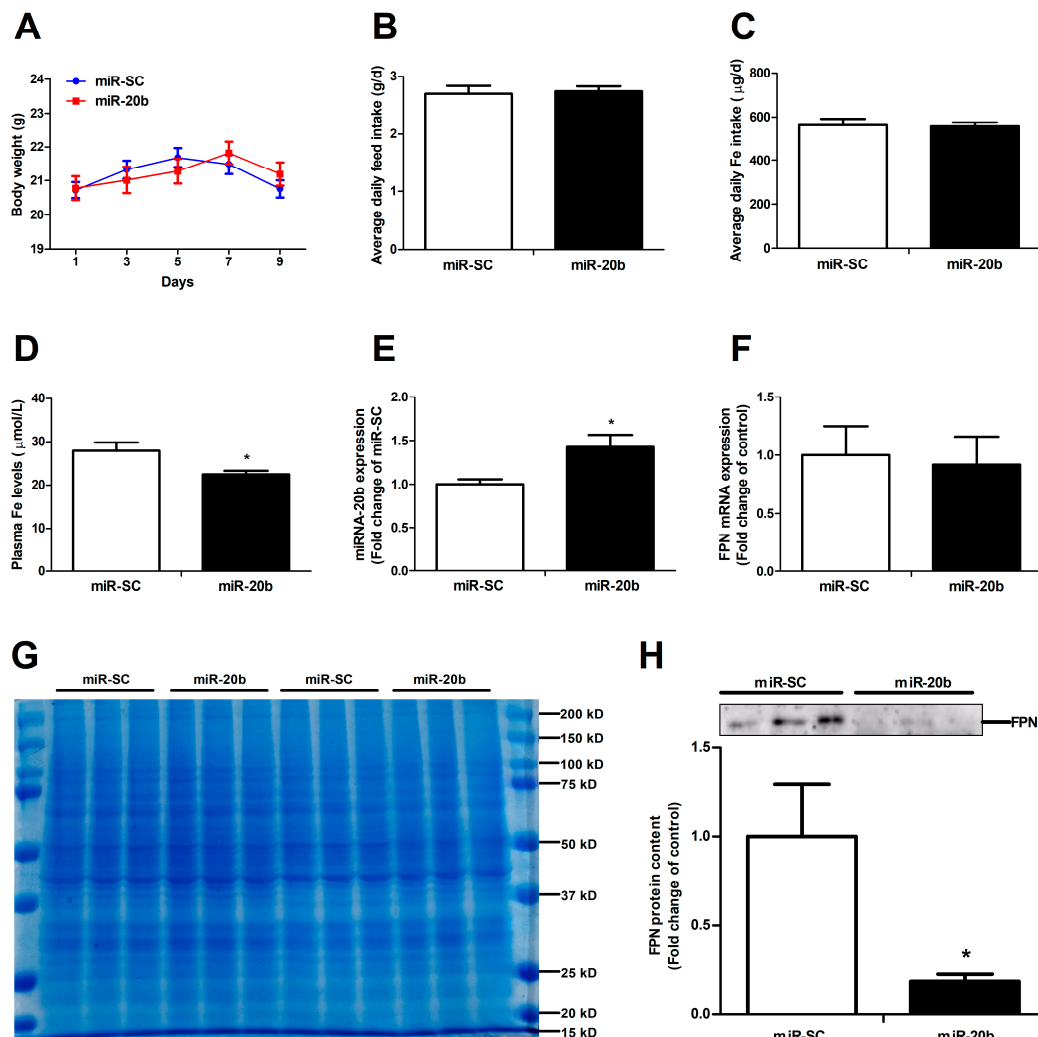 A
24
23
22
21
20
19
miR-SC
miR-20b
Body weight (g)
1 3 5 7 9
Days
B
3
2
1
0
Average daily feed intake (g/d)
miR-SC miR-20b
C
800
600
400
200
0
Average daily Fe intake ( µg/d)
miR-SC miR-20b
D
40
30
20
10
0
Plasma Fe levels ( µmol/L)
*
miR-SC miR-20b
E
2.0
1.5
1.0
0.5
0.0
miRNA-20b expression
(Fold change of miR-SC
*
miR-SC miR-20b
F
1.5
1.0
0.5
0.0
FPN mRNA expression
(Fold change of control)
miR-SC miR-20b
G
miR-SC miR-20b miR-SC miR-20b
200 kD
150 kD
100 kD
75 kD
50 kD
37 kD
25 kD
20 kD
15 kD
H
miR-SC miR-20b
FPN
1.5
1.0
0.5
0.0
FPN protein content
(Fold change of control)
*
miR-SC miR-20b